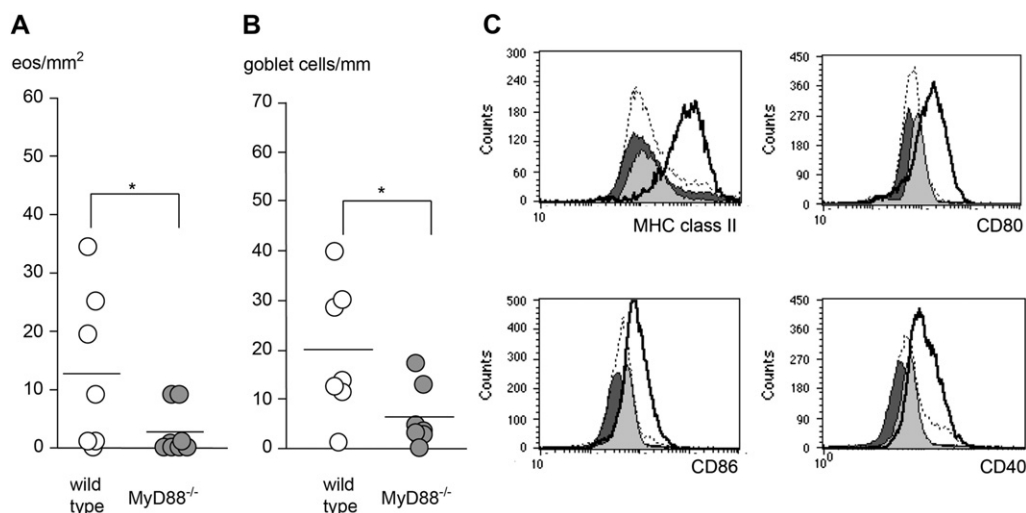 A
eos/mm²
60
50
40
30
20
10
0
*
wild
type
MyD88⁻/⁻
B
goblet cells/mm
70
60
50
40
30
20
10
0
*
wild
type
MyD88⁻/⁻
C
300
240
180
120
60
0
Counts
10
MHC class II
450
360
270
180
90
0
Counts
10
CD80
500
400
300
200
100
0
Counts
10
CD86
450
360
270
180
90
0
Counts
10⁰
CD40